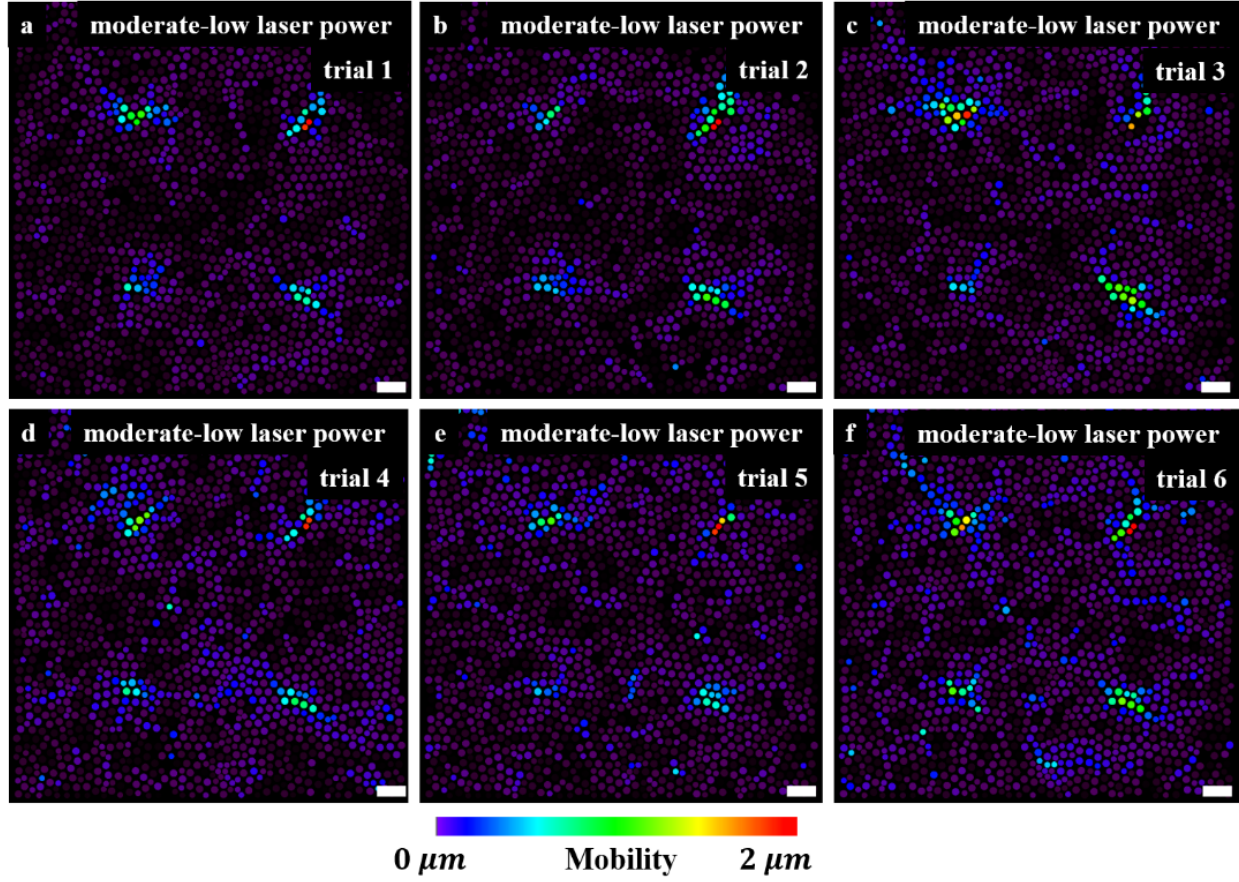 a moderate-low laser power
trial 1
b moderate-low laser power
trial 2
c moderate-low laser power
trial 3
d moderate-low laser power
trial 4
e moderate-low laser power
trial 5
f moderate-low laser power
trial 6
0 μm Mobility 2 μm